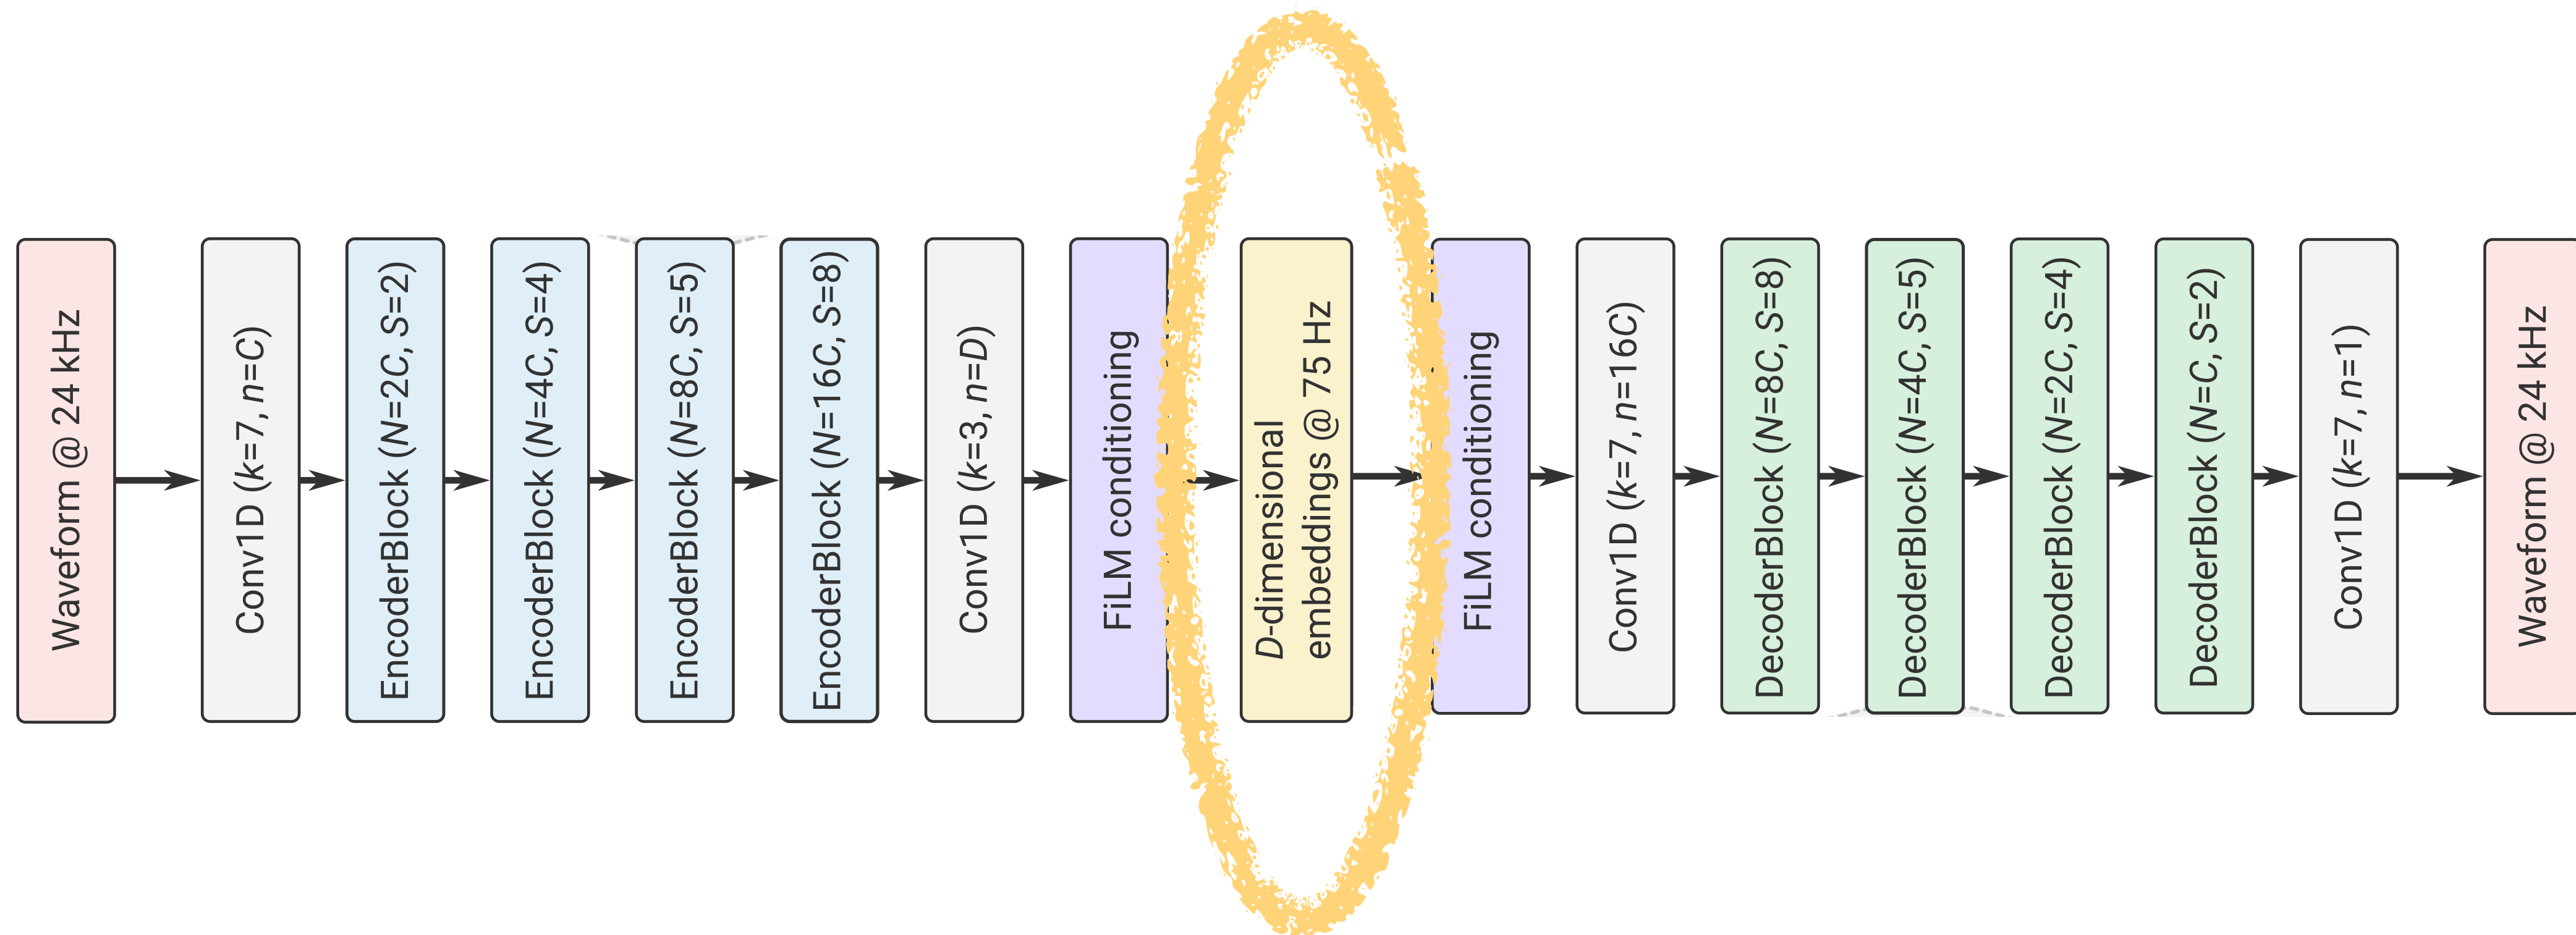 Waveform @ 24 kHz
Conv1D (k=7, n=C)
EncoderBlock (N=2C, S=2)
EncoderBlock (N=4C, S=4)
EncoderBlock (N=8C, S=5)
EncoderBlock (N=16C, S=8)
Conv1D (k=3, n=D)
FiLM conditioning
D-dimensional
embeddings @ 75 Hz
FiLM conditioning
Conv1D (k=7, n=16C)
DecoderBlock (N=8C, S=8)
DecoderBlock (N=4C, S=5)
DecoderBlock (N=2C, S=4)
DecoderBlock (N=C, S=2)
Conv1D (k=7, n=1)
Waveform @ 24 kHz